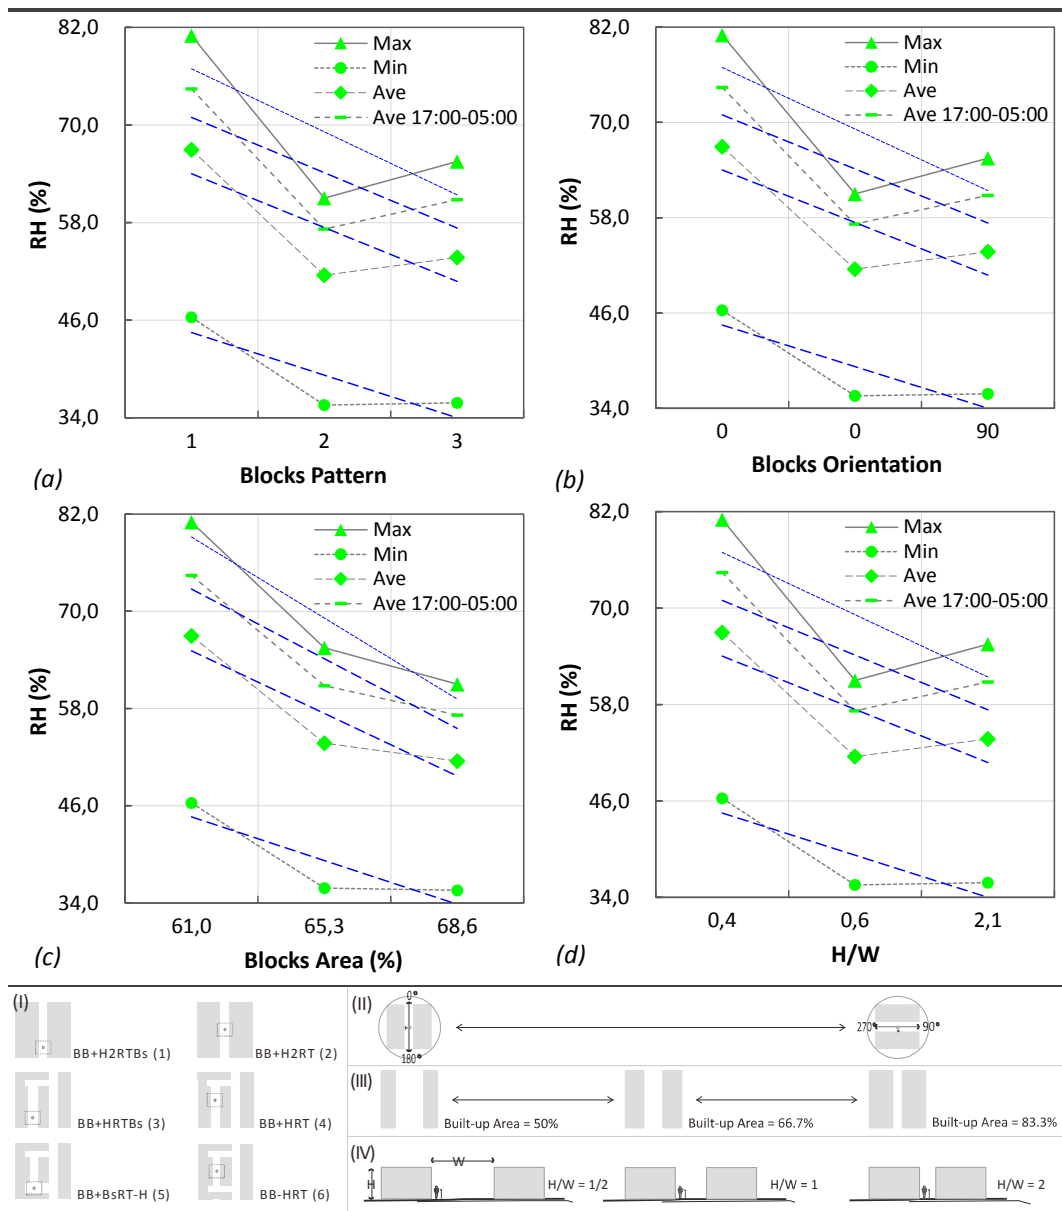 82,0
70,0
58,0
46,0
34,0
RH (%)
Max
Min
Ave
Ave 17:00-05:00
1 2 3
Blocks Pattern
(a)
82,0
70,0
58,0
46,0
34,0
RH (%)
Max
Min
Ave
Ave 17:00-05:00
0 0 90
Blocks Orientation
(b)
82,0
70,0
58,0
46,0
34,0
RH (%)
Max
Min
Ave
Ave 17:00-05:00
61,0 65,3 68,6
Blocks Area (%)
(c)
82,0
70,0
58,0
46,0
34,0
RH (%)
Max
Min
Ave
Ave 17:00-05:00
0,4 0,6 2,1
H/W
(d)
(I)
BB+H2RTBs (1)
BB+H2RT (2)
BB+HRTBs (3)
BB+HRT (4)
BB+BsRT-H (5)
BB-HRT (6)
(II)
0°
180°
270° 90°
(III)
Built-up Area = 50%
Built-up Area = 66.7%
Built-up Area = 83.3%
(IV)
H
W
H/W = 1/2
H/W = 1
H/W = 2